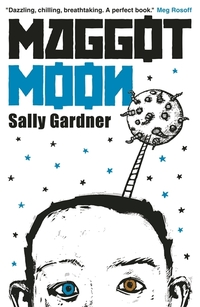 "Dazzling, chilling, breathtaking. A perfect book." Meg Rosoff
MAGGOT
MOON
Sally Gardner